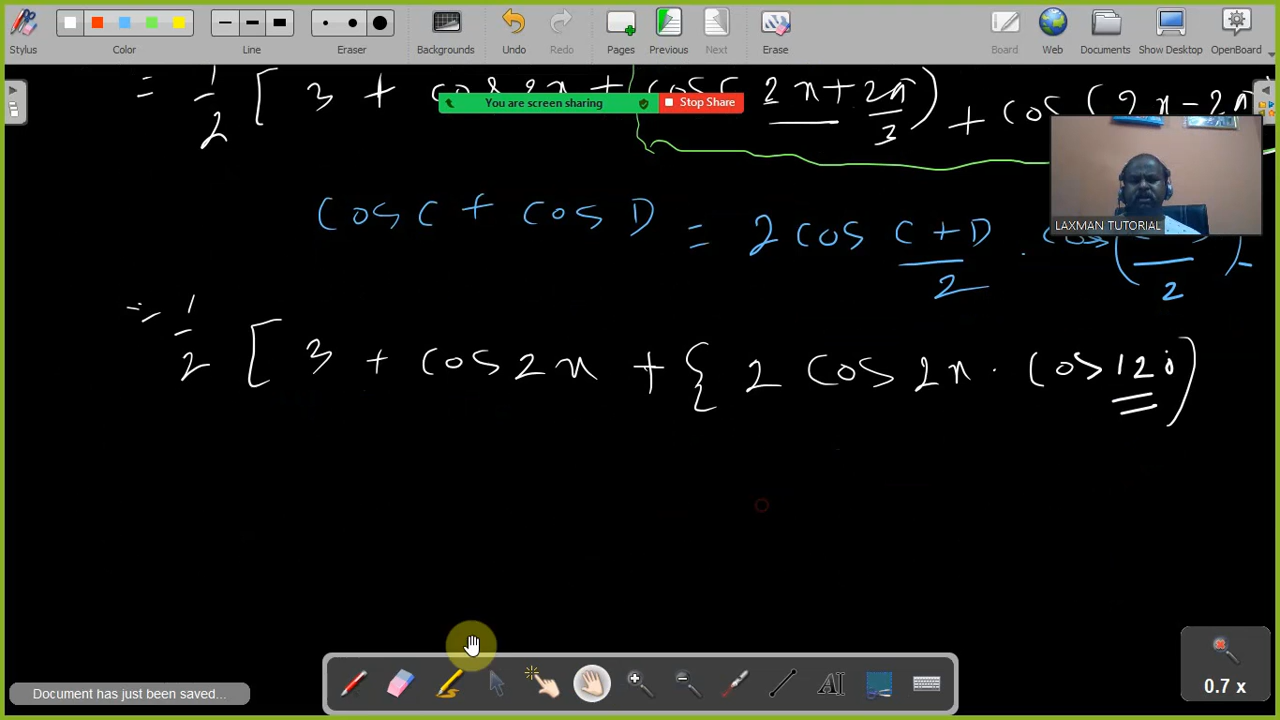 Stylus Color Line Eraser Backgrounds Undo Redo Pages Previous Next Erase Board Web Documents Show Desktop OpenBoard
You are screen sharing Stop Share
= 1/2 [ 3 + cos 2x + cos( 2x + 2π/3 ) + cos( 2x - 2π
LAXMAN TUTORIAL
cos C + cos D = 2 cos C+D/2 . cos(
= 1/2 [ 3 + cos 2x + { 2 cos 2x . cos 120 )
Document has just been saved...
0.7 x